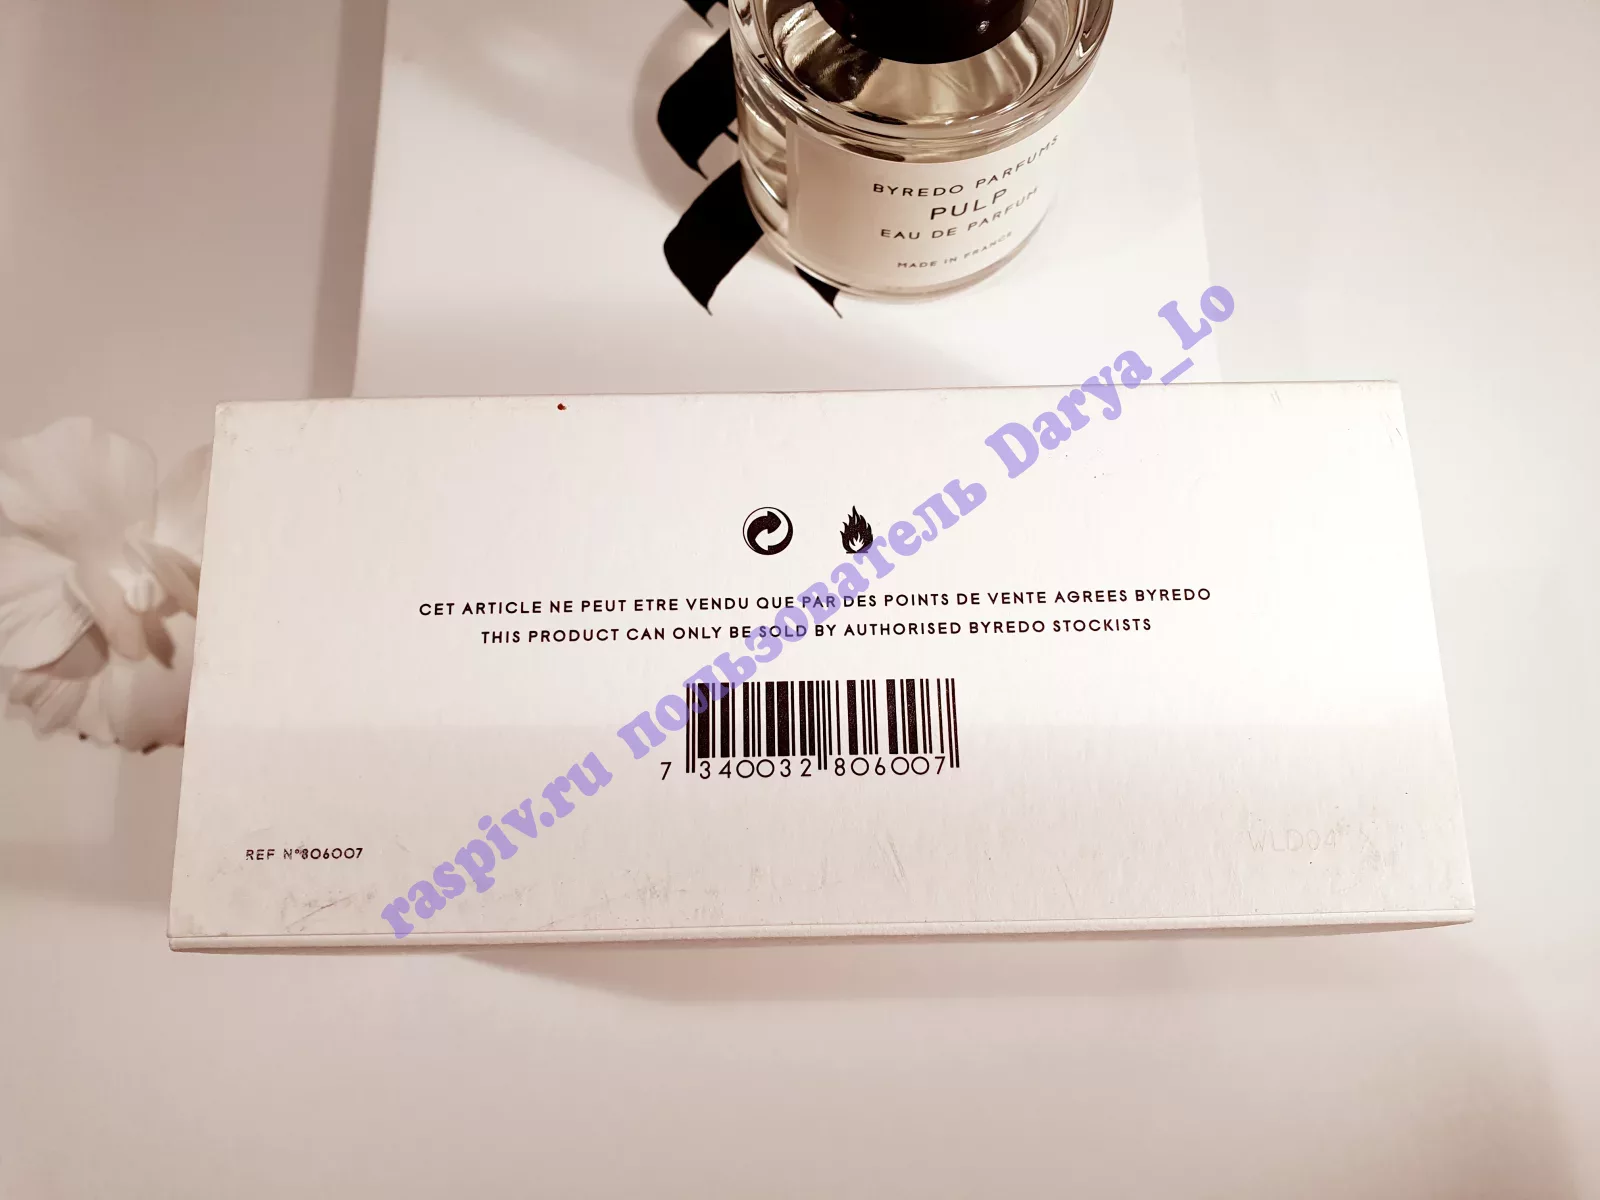 BYREDO PARFUMS
PULP
EAU DE PARFUM
MADE IN FRANCE
CET ARTICLE NE PEUT ETRE VENDU QUE PAR DES POINTS DE VENTE AGREES BYREDO
THIS PRODUCT CAN ONLY BE SOLD BY AUTHORISED BYREDO STOCKISTS
7 340032 806007
REF N°806007
WLD04
raspiv.ru пользователь Darya_Lo